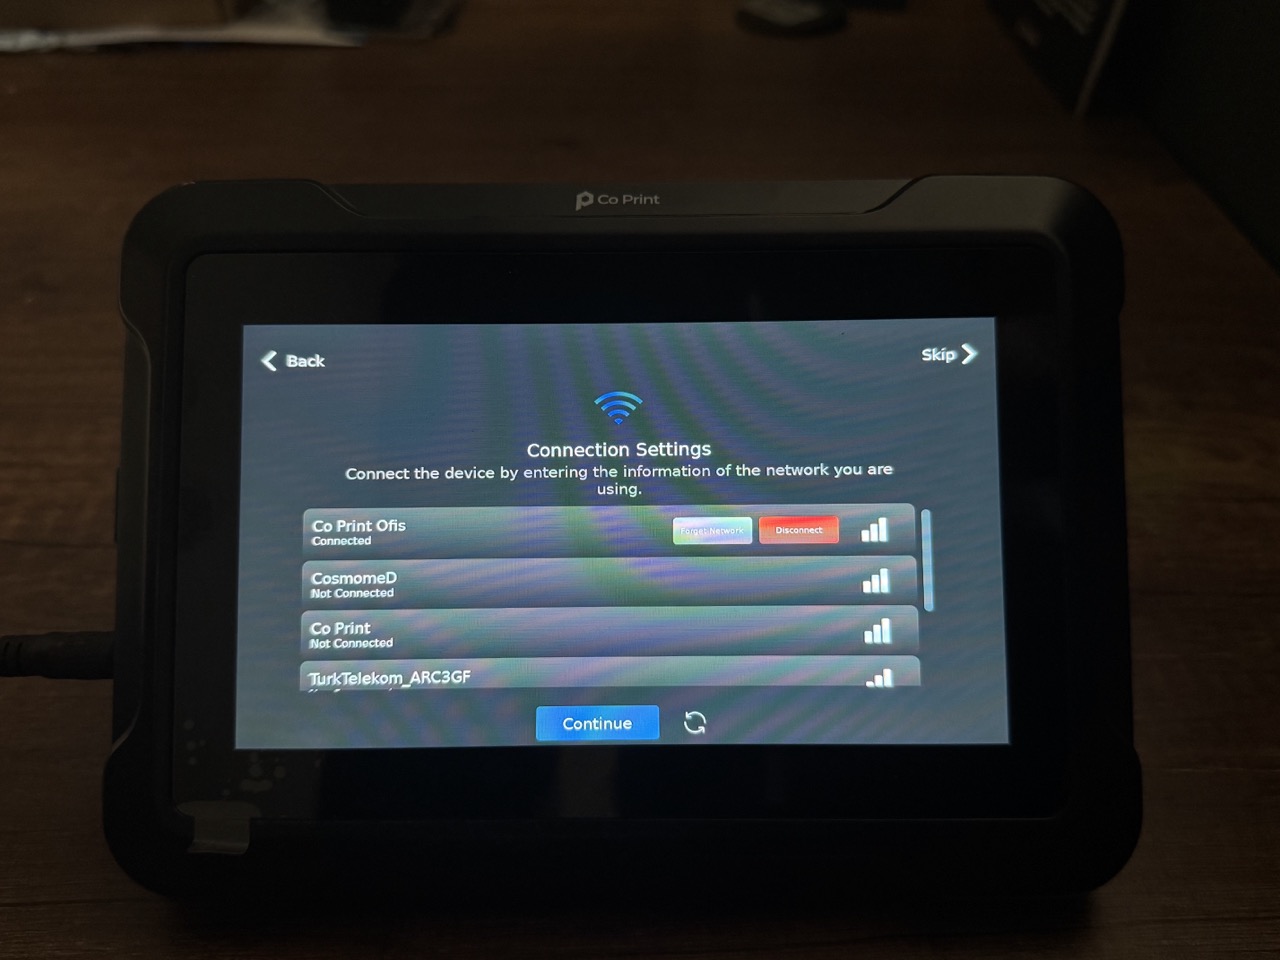 Co Print
Back
Skip
Connection Settings
Connect the device by entering the information of the network you are
using.
Co Print Ofis
Connected
Forget Network
Disconnect
CosmomeD
Not Connected
Co Print
Not Connected
TurkTelekom_ARC3GF
Continue